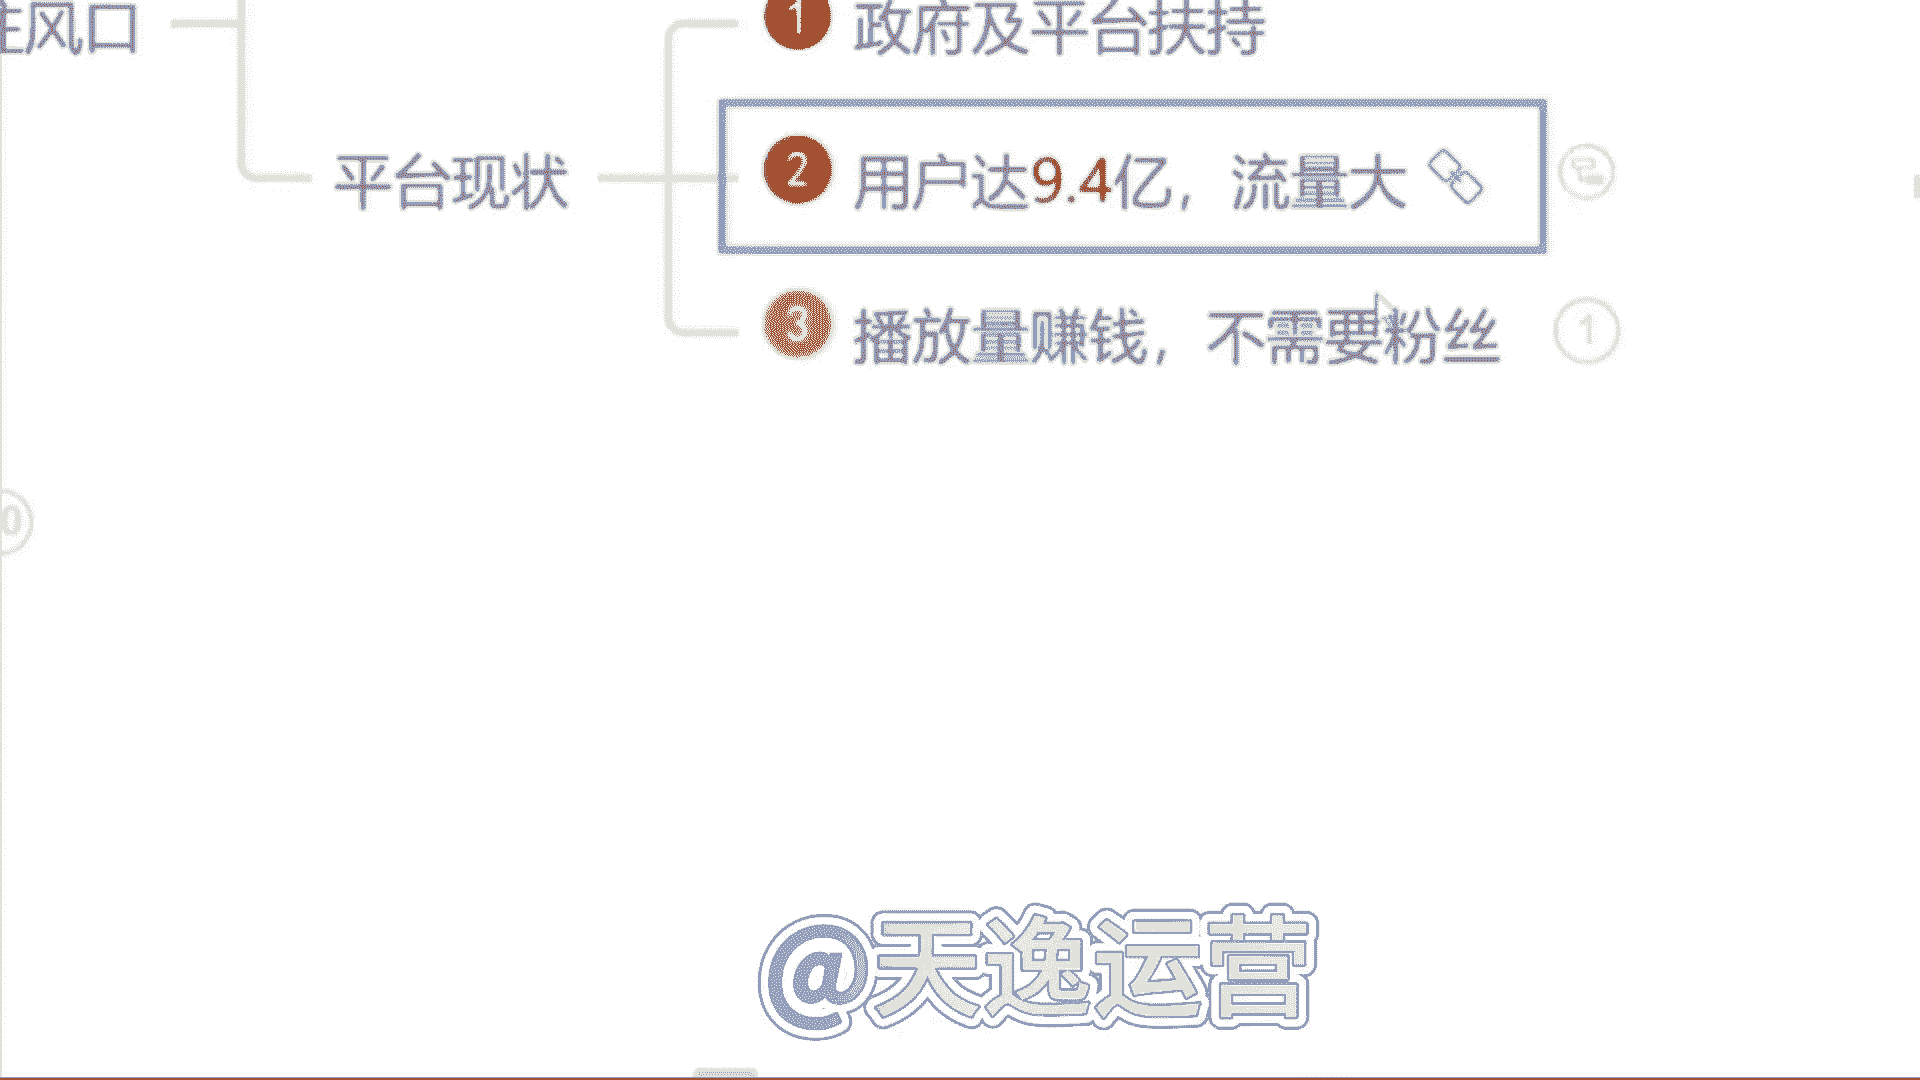 风口
1 政府及平台扶持
平台现状
2 用户达9.4亿，流量大
3 播放量赚钱，不需要粉丝
1
0
@天逸运营